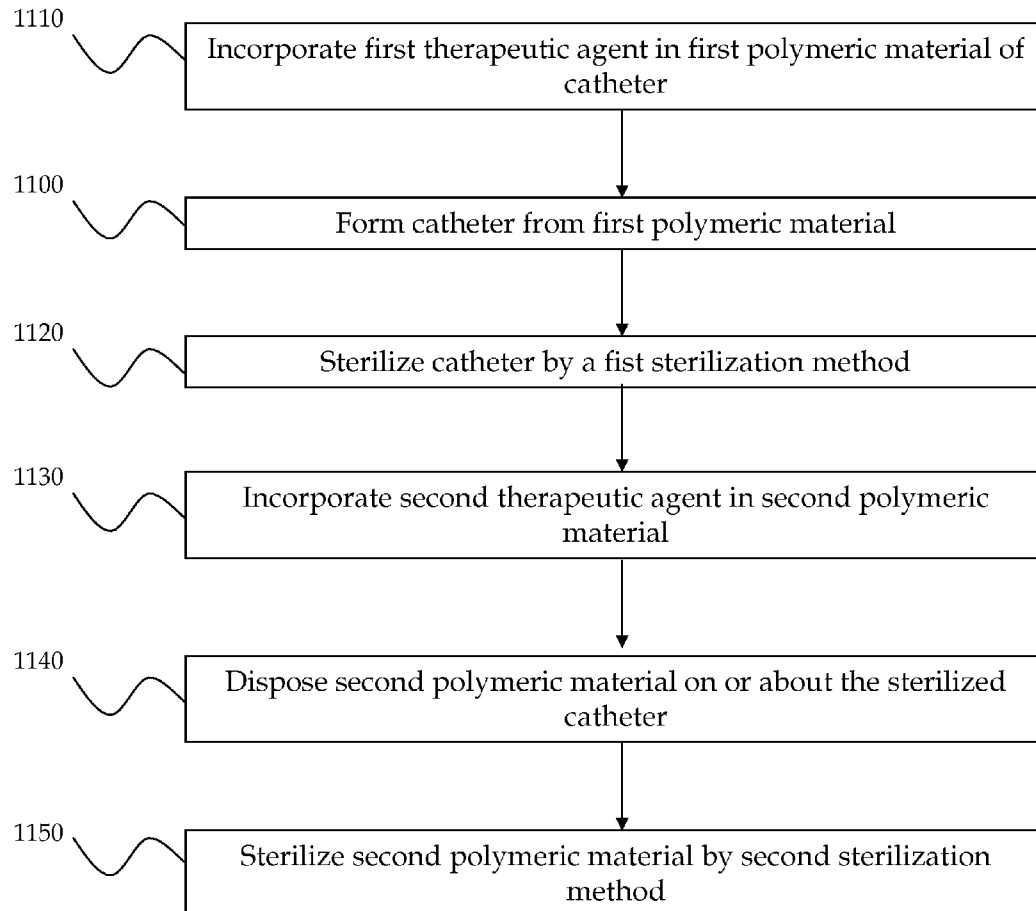 1110
Incorporate first therapeutic agent in first polymeric material of
catheter
1100
Form catheter from first polymeric material
1120
Sterilize catheter by a fist sterilization method
1130
Incorporate second therapeutic agent in second polymeric
material
1140
Dispose second polymeric material on or about the sterilized
catheter
1150
Sterilize second polymeric material by second sterilization
method